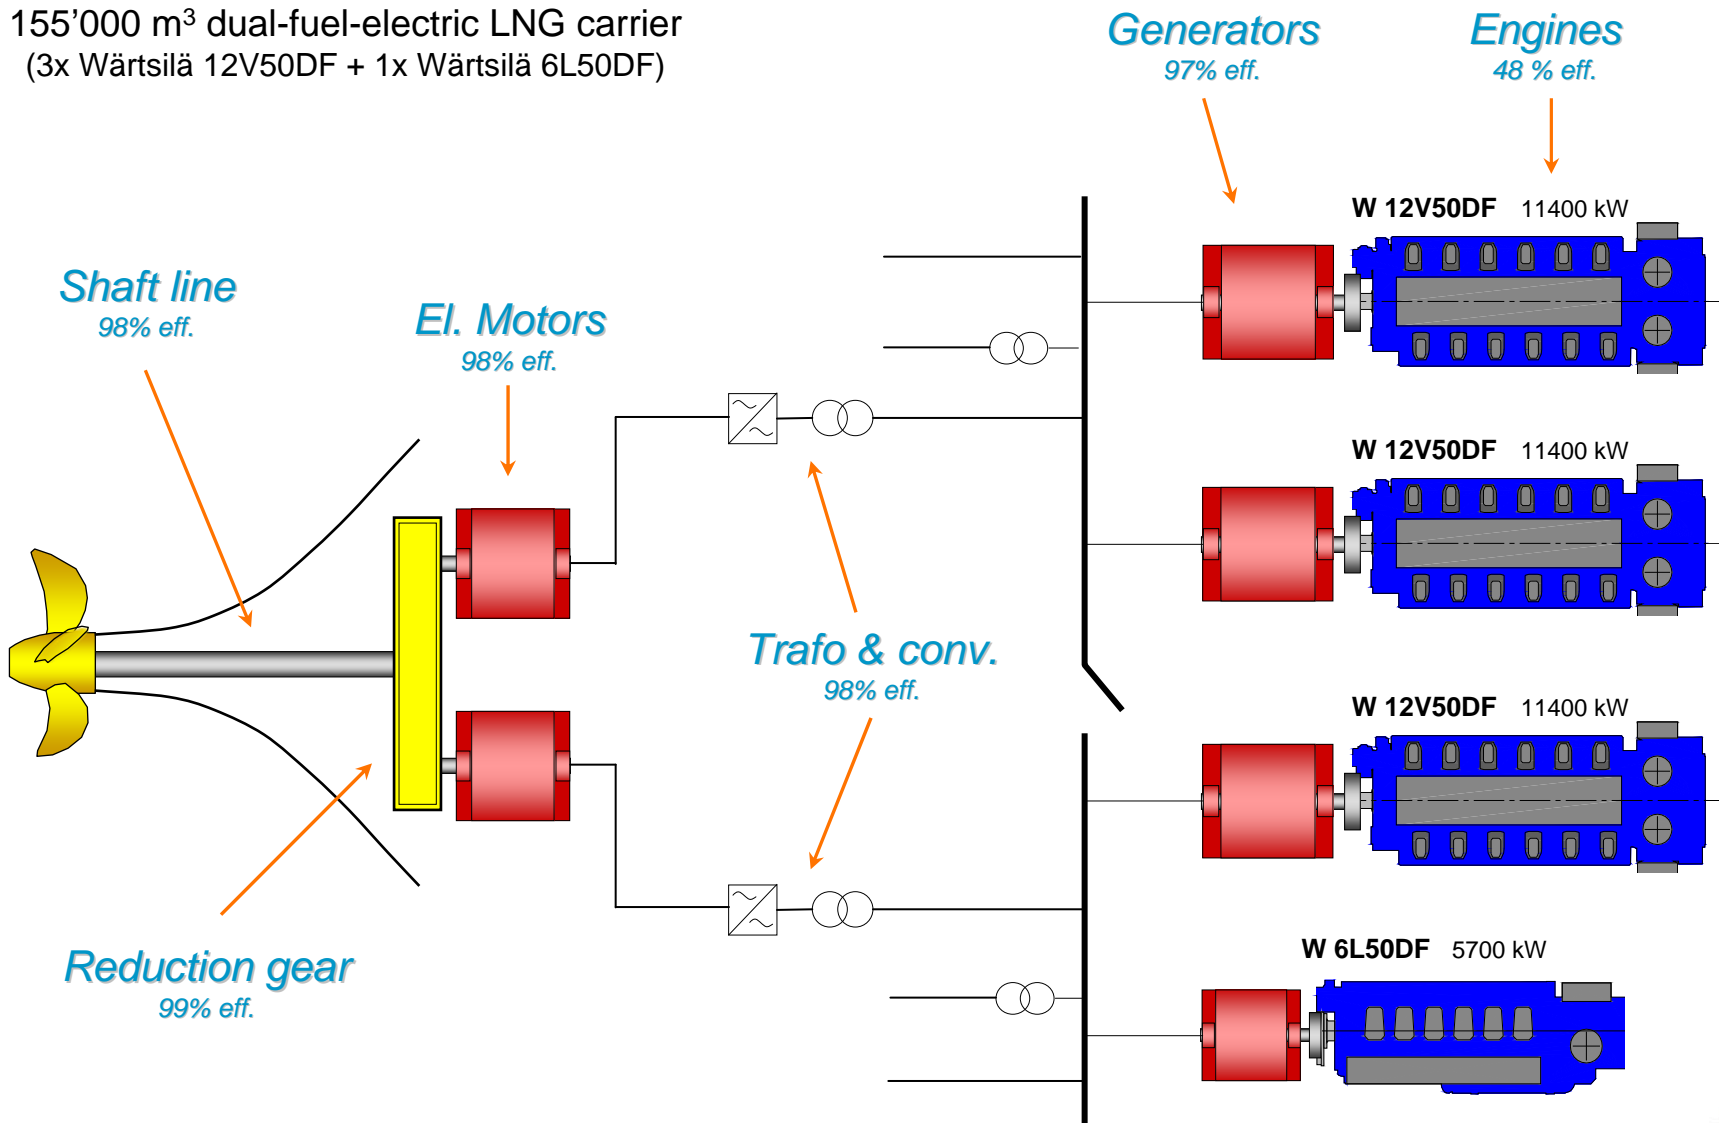 155’000 m³ dual-fuel-electric LNG carrier
(3x Wärtsilä 12V50DF + 1x Wärtsilä 6L50DF)
Generators
97% eff.
Engines
48 % eff.
W 12V50DF 11400 kW
Shaft line
98% eff.
El. Motors
98% eff.
W 12V50DF 11400 kW
Trafo & conv.
98% eff.
W 12V50DF 11400 kW
Reduction gear
99% eff.
W 6L50DF 5700 kW